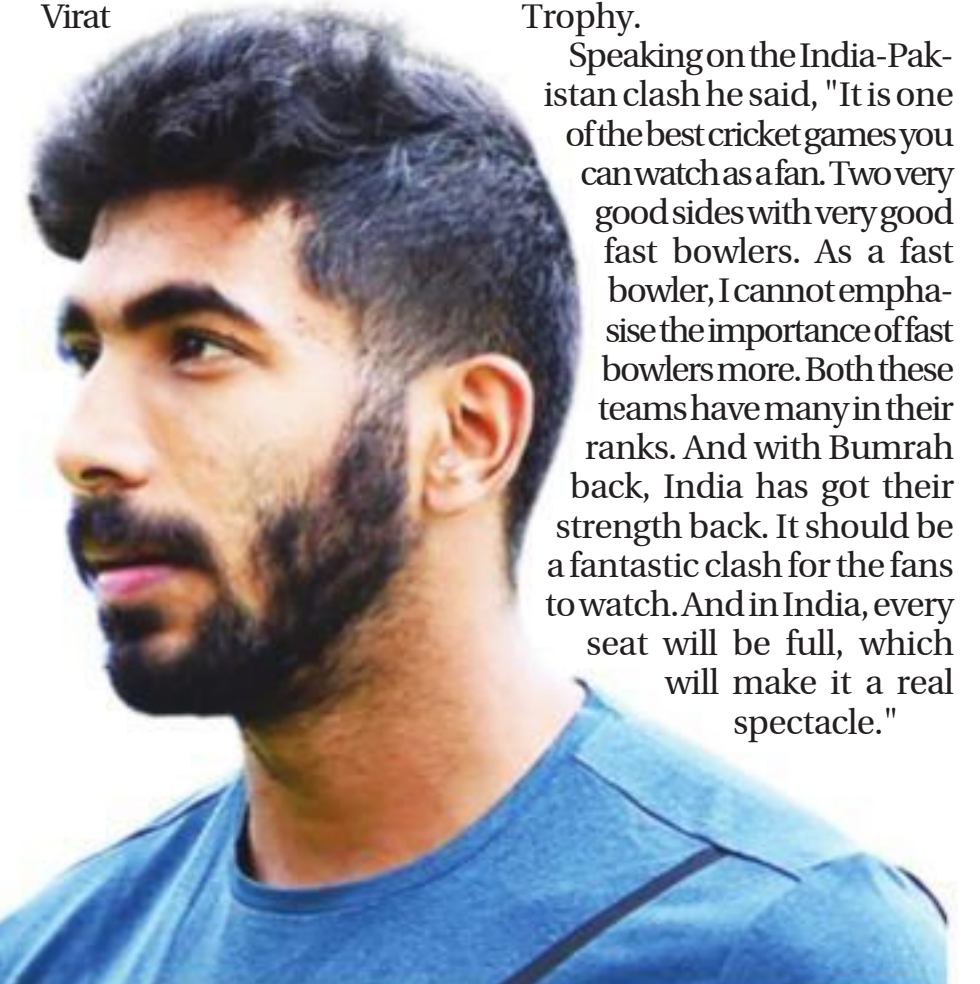 Virat
Trophy.
Speaking on the India-Pak-
istan clash he said, "It is one
of the best cricket games you
can watch as a fan. Two very
good sides with very good
fast bowlers. As a fast
bowler, I cannot empha-
sise the importance of fast
bowlers more. Both these
teams have many in their
ranks. And with Bumrah
back, India has got their
strength back. It should be
a fantastic clash for the fans
to watch. And in India, every
seat will be full, which
will make it a real
spectacle."